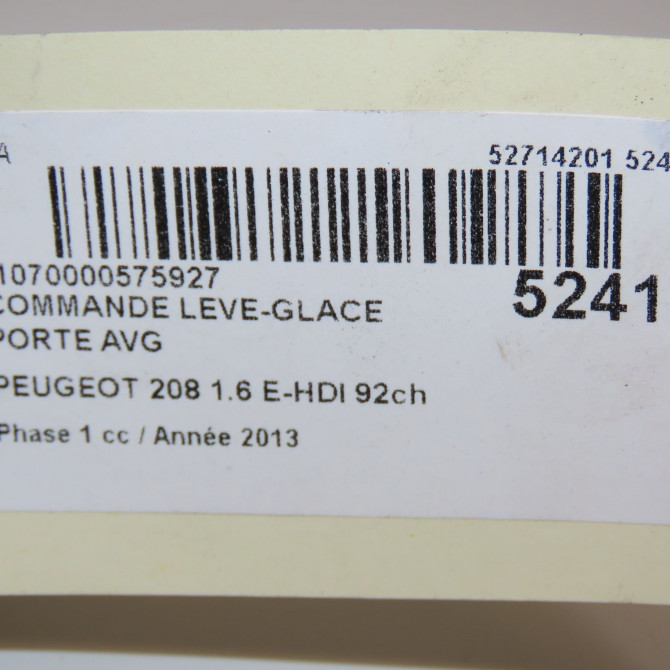 A 52714201 524
1070000575927
COMMANDE LEVE-GLACE 5241
PORTE AVG
PEUGEOT 208 1.6 E-HDI 92ch
Phase 1 cc / Année 2013